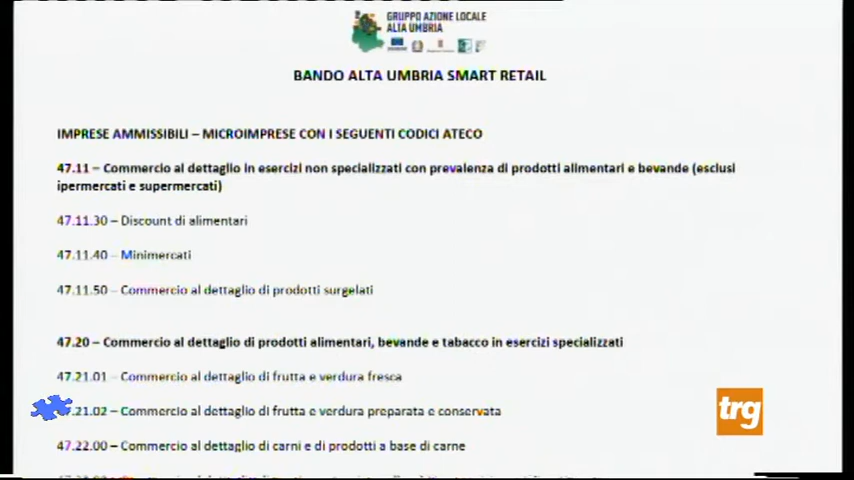 GRUPPO AZIONE LOCALE
ALTA UMBRIA
BANDO ALTA UMBRIA SMART RETAIL
IMPRESE AMMISSIBILI – MICROIMPRESE CON I SEGUENTI CODICI ATECO
47.11 – Commercio al dettaglio in esercizi non specializzati con prevalenza di prodotti alimentari e bevande (esclusi
ipermercati e supermercati)
47.11.30 – Discount di alimentari
47.11.40 – Minimercati
47.11.50 – Commercio al dettaglio di prodotti surgelati
47.20 – Commercio al dettaglio di prodotti alimentari, bevande e tabacco in esercizi specializzati
47.21.01 – Commercio al dettaglio di frutta e verdura fresca
.21.02 – Commercio al dettaglio di frutta e verdura preparata e conservata
trg
47.22.00 – Commercio al dettaglio di carni e di prodotti a base di carne